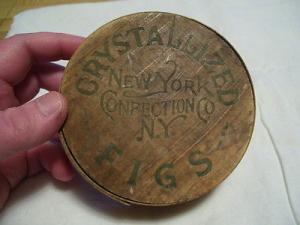 CRYSTALLIZED
NEW YORK
CONFECTION CO
N.Y.
FIGS